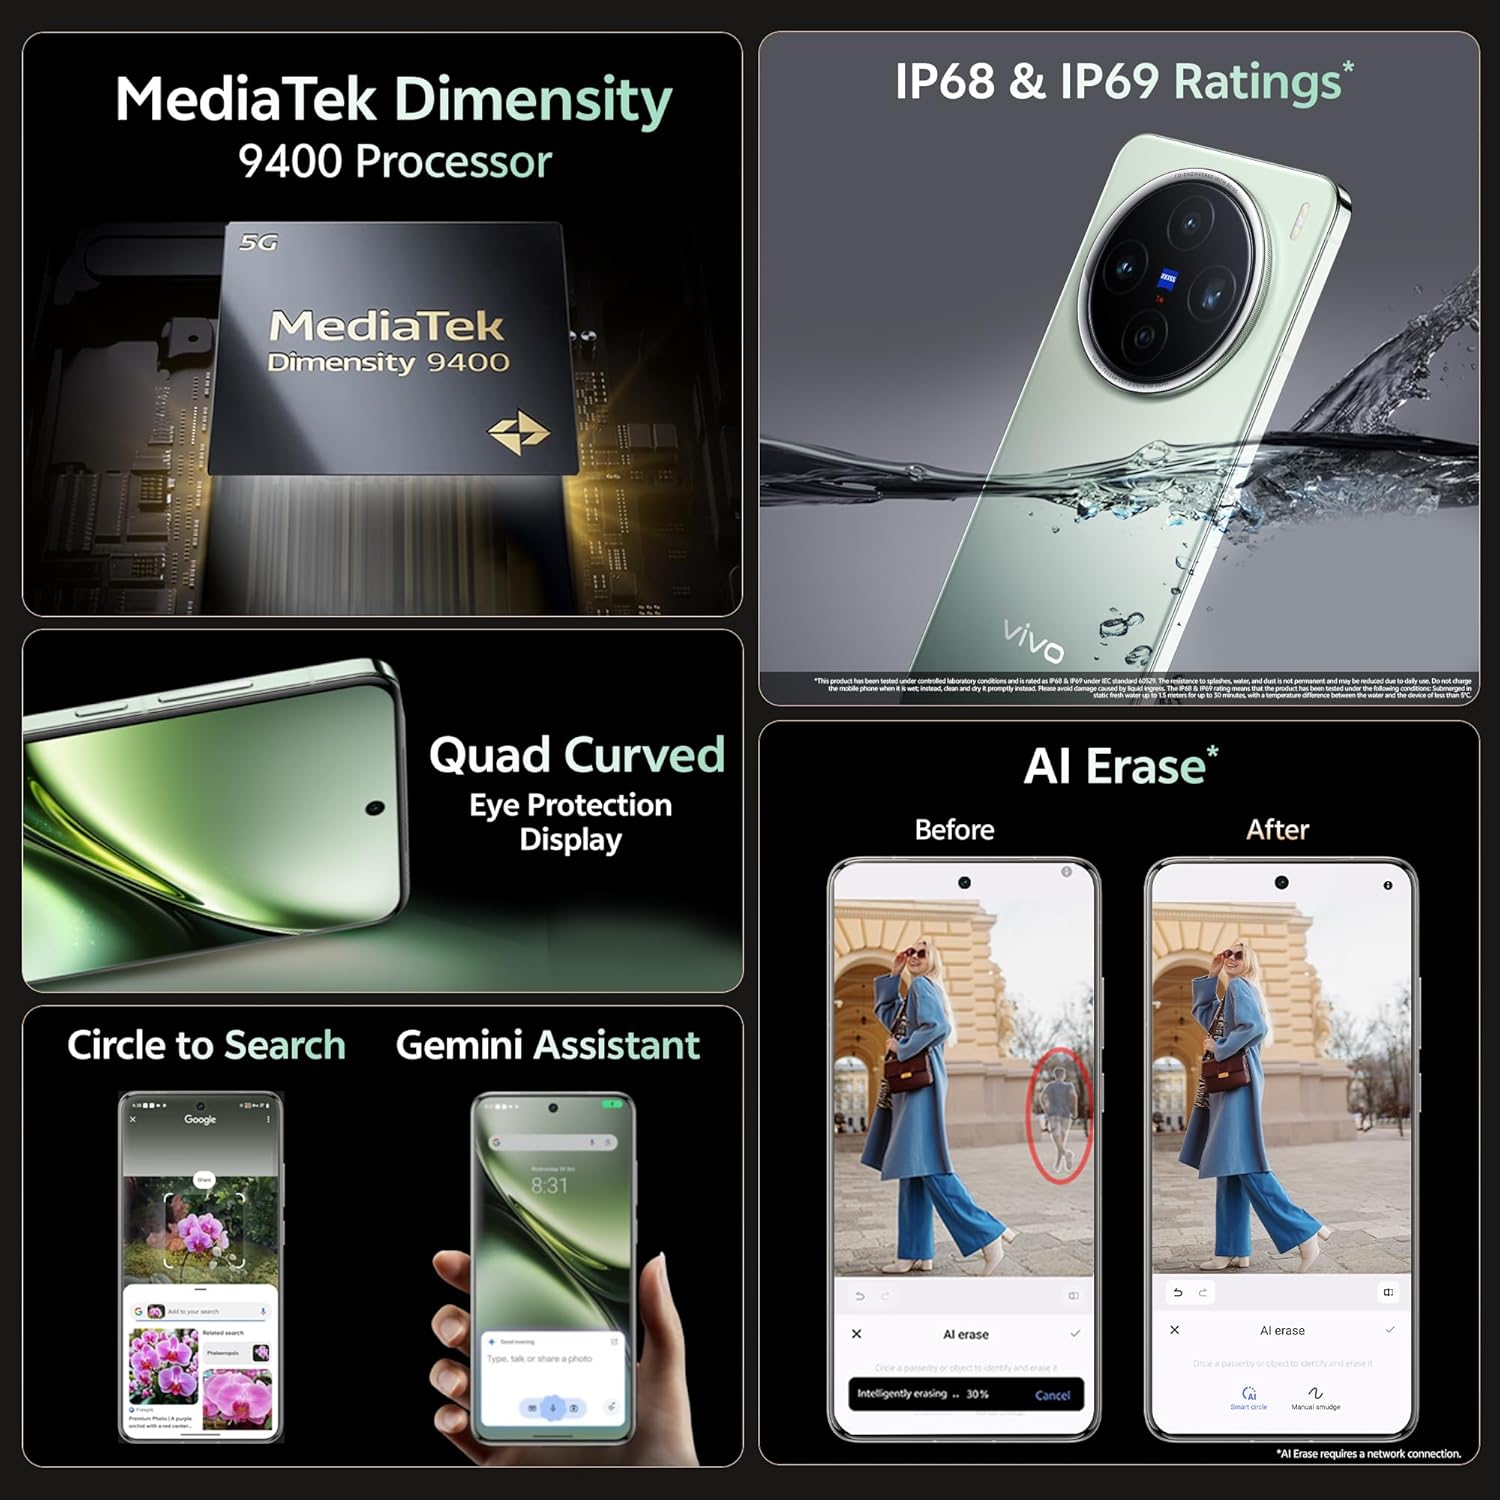 MediaTek Dimensity
9400 Processor
5G
MediaTek
Dimensity 9400
IP68 & IP69 Ratings*
ZEISS
vivo
*This product has been tested under controlled laboratory conditions and is rated as IP68 & IP69 under IEC standard 60529. The resistance to splashes, water, and dust is not permanent and may be reduced due to daily use. Do not charge
the mobile phone when it is wet; instead, clean and dry it promptly instead. Please avoid damage caused by liquid ingress. The IP68 & IP69 rating means that the product has been tested under the following conditions: Submerged in
static fresh water up to 1.5 meters for up to 30 minutes, with a temperature difference between the water and the device of less than 5°C.
Quad Curved
Eye Protection
Display
Circle to Search
Google
Share
Add to your search
Related search
Phalaenopsis
Freepik
Premium Photo | A purple
orchid with a red center...
Gemini Assistant
8:31
Good evening
Type, talk or share a photo
AI Erase*
Before
After
AI erase
Circle a passerby or object to identify and erase it
Intelligently erasing .. 30% Cancel
AI erase
Circle a passerby or object to identify and erase it
AI
Smart circle
Manual smudge
*AI Erase requires a network connection.